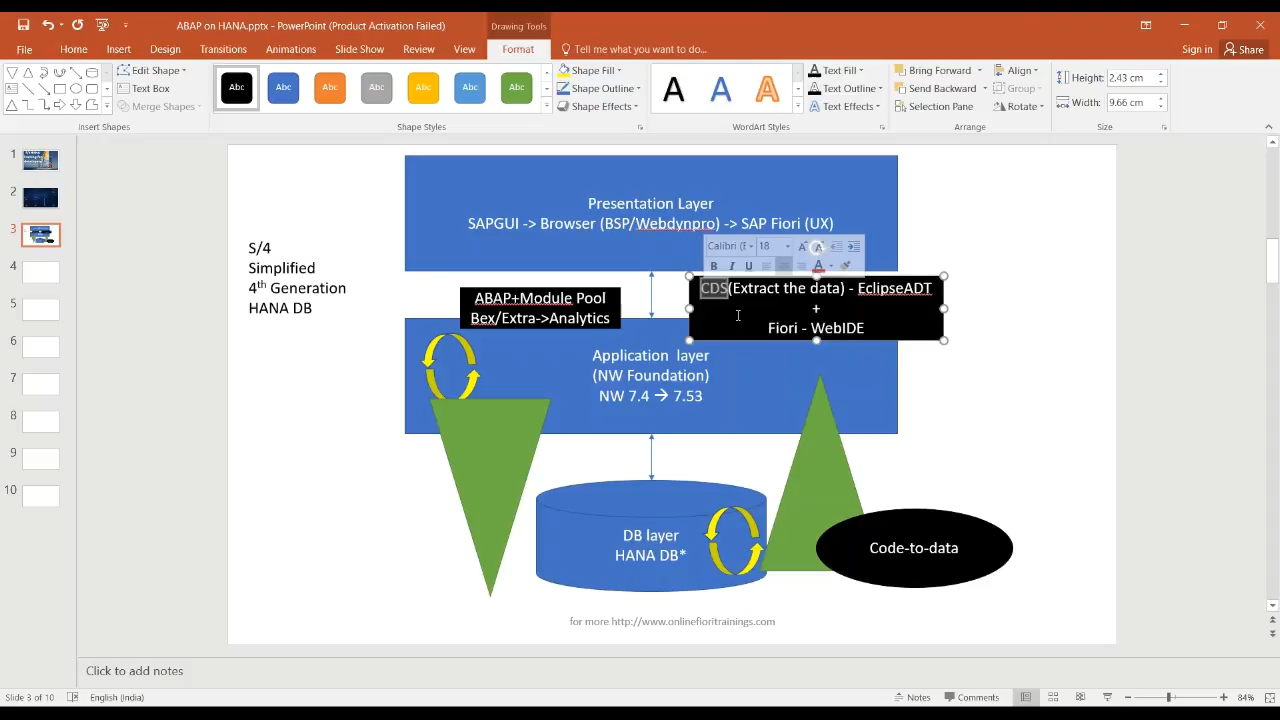 ABAP on HANA.pptx - PowerPoint (Product Activation Failed)
Drawing Tools
File
Home
Insert
Design
Transitions
Animations
Slide Show
Review
View
Format
Tell me what you want to do...
Sign in
Share
Edit Shape
Text Box
Merge Shapes
Insert Shapes
Abc
Abc
Abc
Abc
Abc
Abc
Abc
Shape Styles
Shape Fill
Shape Outline
Shape Effects
A
A
A
WordArt Styles
Text Fill
Text Outline
Text Effects
Bring Forward
Send Backward
Selection Pane
Align
Group
Rotate
Arrange
Height: 2.43 cm
Width: 9.66 cm
Size
1
2
3
4
5
6
7
8
9
10
Presentation Layer
SAPGUI -> Browser (BSP/Webdynpro) -> SAP Fiori (UX)
S/4
Simplified
4th Generation
HANA DB
Calibri (E
18
B I U
ABAP+Module Pool
Bex/Extra->Analytics
CDS(Extract the data) - EclipseADT
+
Fiori - WebIDE
Application layer
(NW Foundation)
NW 7.4 → 7.53
DB layer
HANA DB*
Code-to-data
for more http://www.onlinefioritrainings.com
Click to add notes
Slide 3 of 10
English (India)
Notes
Comments
84%